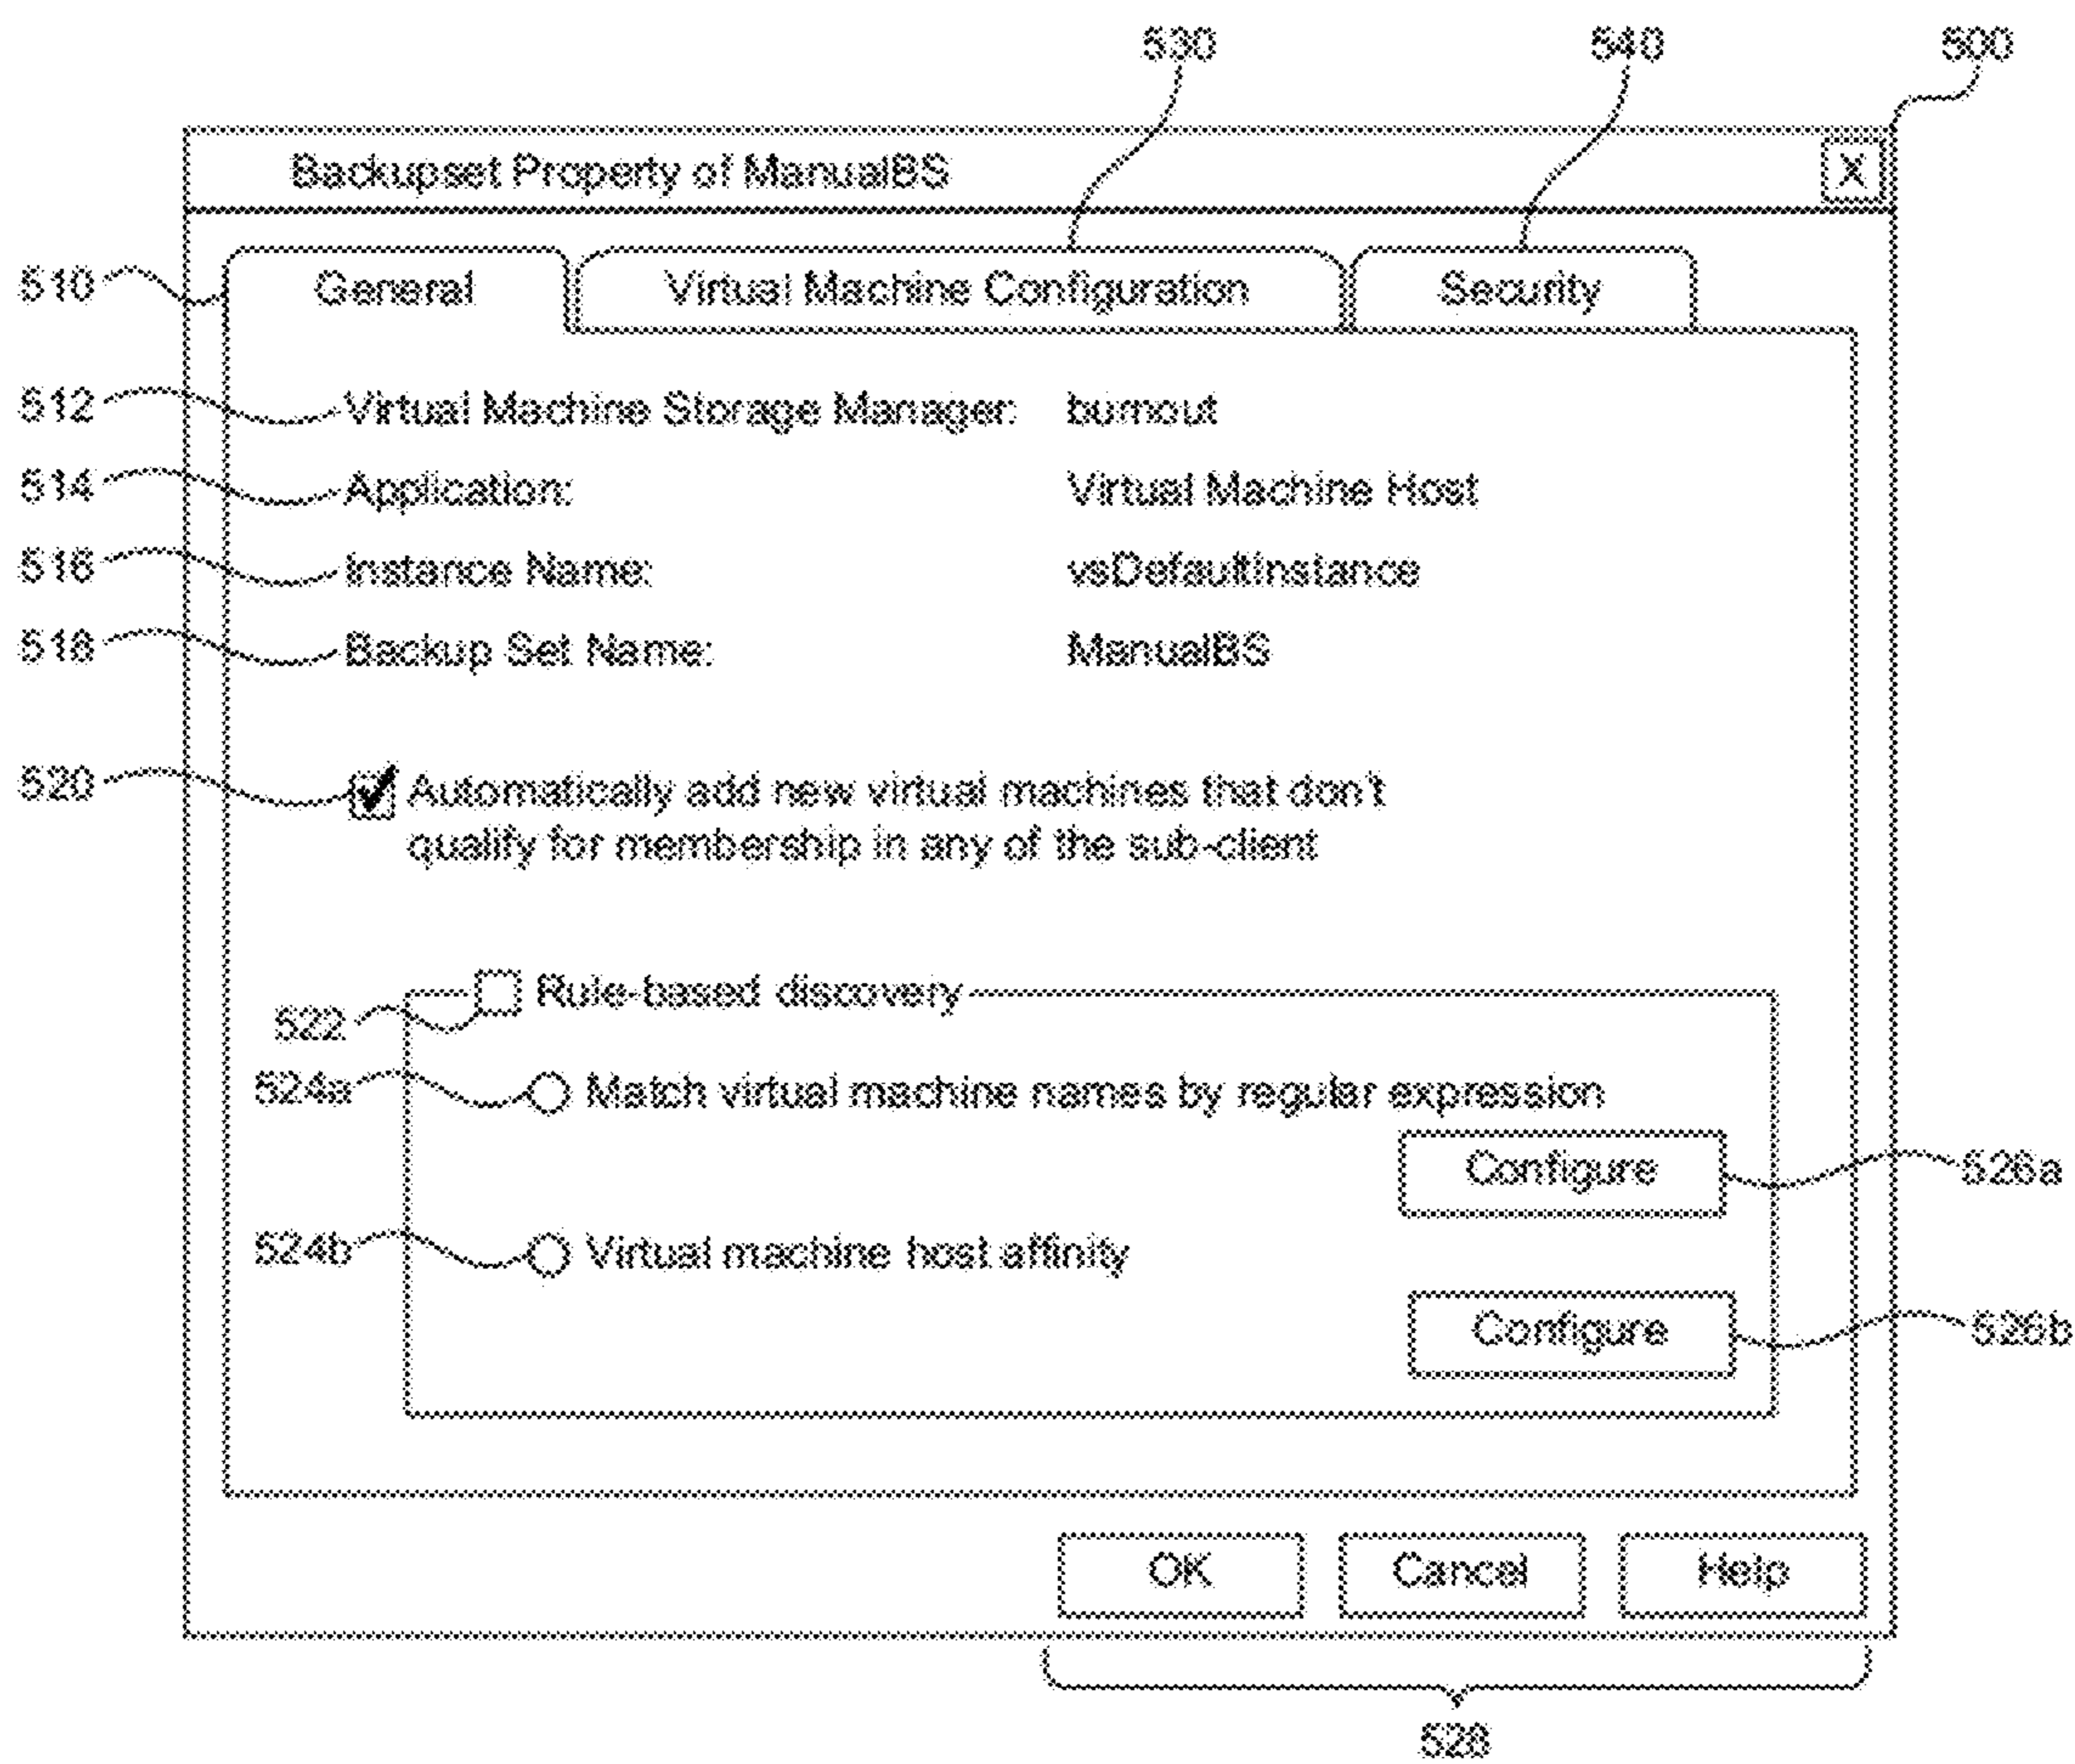 530 540 500
Backupset Property of ManualBS X
510 General Virtual Machine Configuration Security
512 Virtual Machine Storage Manager: burnout
514 Application: Virtual Machine Host
516 Instance Name: vsDefaultInstance
518 Backup Set Name: ManualBS
520 Automatically add new virtual machines that don't
qualify for membership in any of the sub-client
522 Rule-based discovery
524a Match virtual machine names by regular expression
Configure 526a
524b Virtual machine host affinity
Configure 526b
OK Cancel Help
528